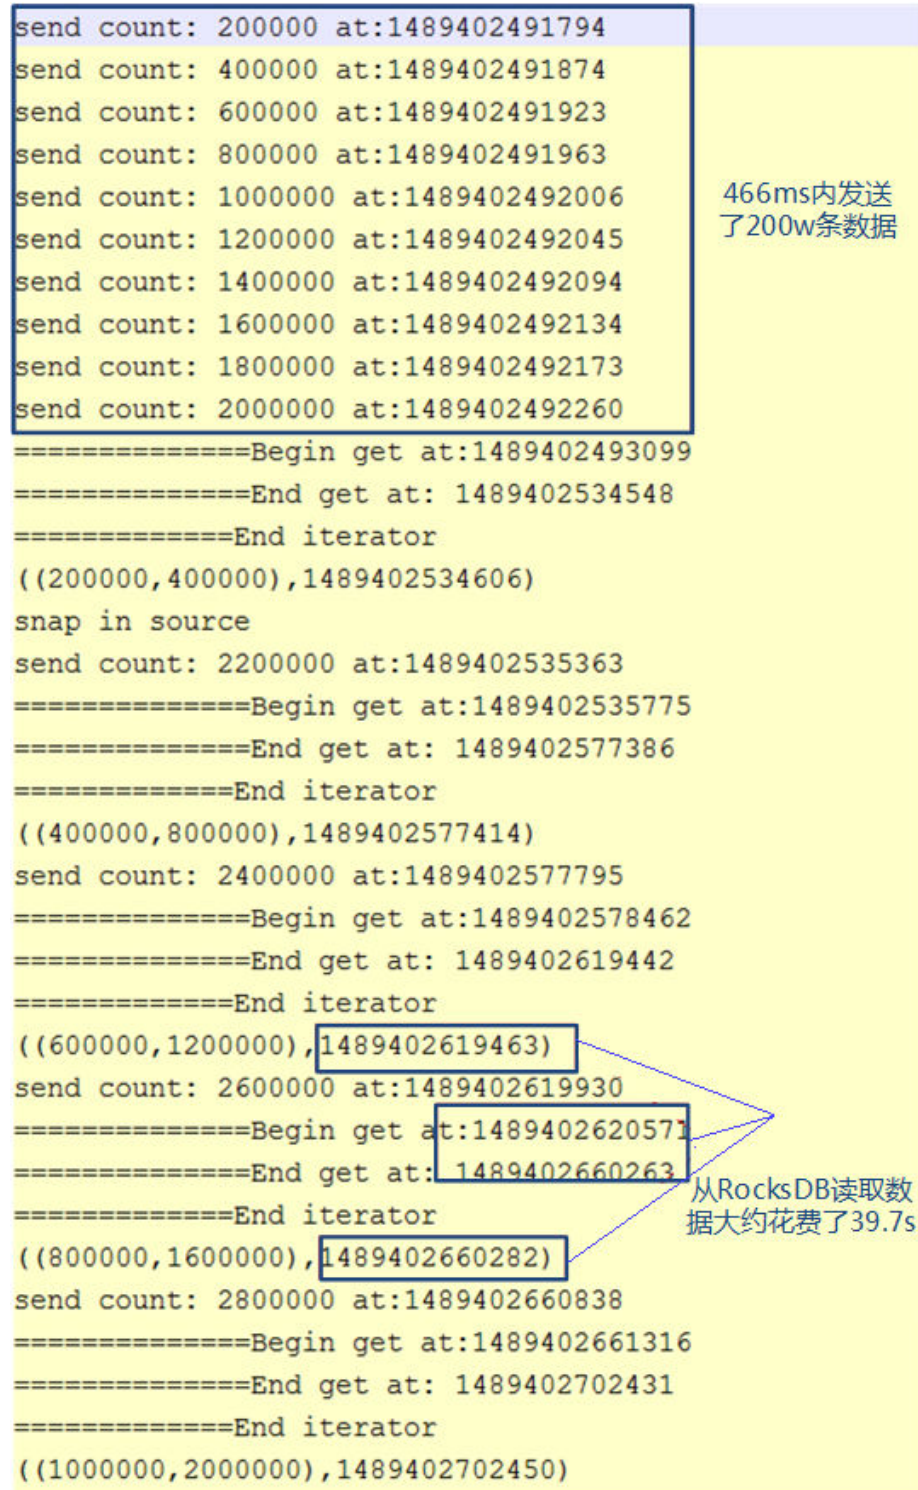 send count: 200000 at:1489402491794
send count: 400000 at:1489402491874
send count: 600000 at:1489402491923
send count: 800000 at:1489402491963
send count: 1000000 at:1489402492006
send count: 1200000 at:1489402492045
send count: 1400000 at:1489402492094
send count: 1600000 at:1489402492134
send count: 1800000 at:1489402492173
send count: 2000000 at:1489402492260
466ms内发送
了200w条数据
==============Begin get at:1489402493099
==============End get at: 1489402534548
=============End iterator
((200000,400000),1489402534606)
snap in source
send count: 2200000 at:1489402535363
==============Begin get at:1489402535775
==============End get at: 1489402577386
=============End iterator
((400000,800000),1489402577414)
send count: 2400000 at:1489402577795
==============Begin get at:1489402578462
==============End get at: 1489402619442
=============End iterator
((600000,1200000),1489402619463)
send count: 2600000 at:1489402619930
==============Begin get at:1489402620571
==============End get at: 1489402660263
=============End iterator
((800000,1600000),1489402660282)
从RocksDB读取数
据大约花费了39.7s
send count: 2800000 at:1489402660838
==============Begin get at:1489402661316
==============End get at: 1489402702431
=============End iterator
((1000000,2000000),1489402702450)